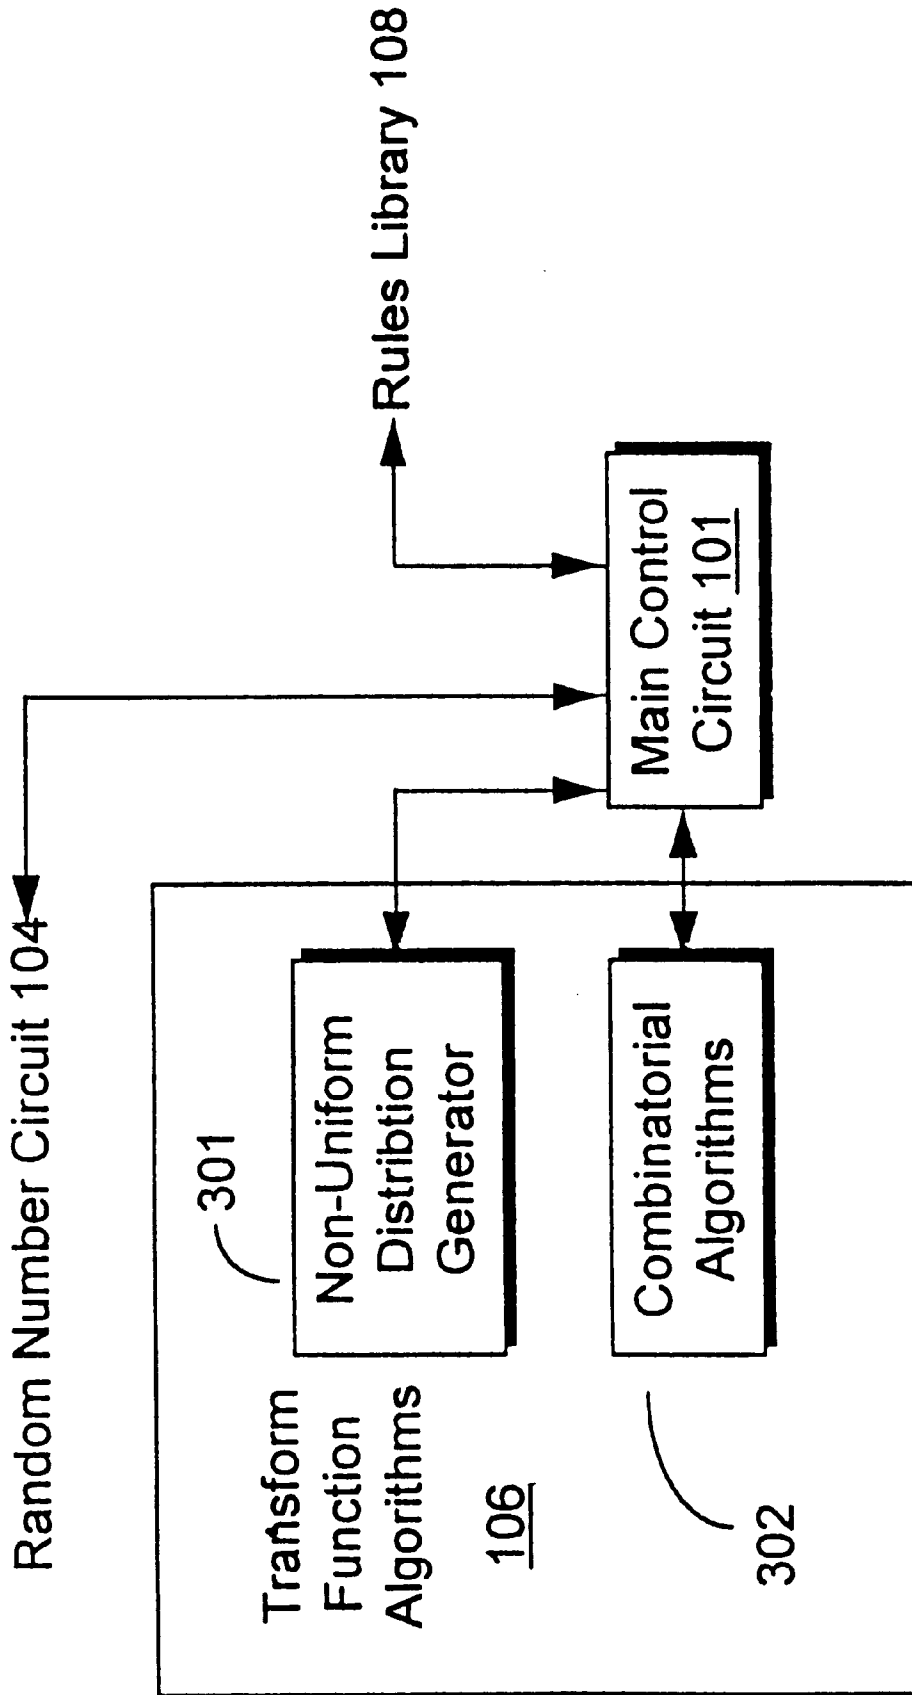 Random Number Circuit 104
Rules Library 108
301
Transform
Function
Algorithms
106
Non-Uniform
Distribtion
Generator
Main Control
Circuit 101
302
Combinatorial
Algorithms